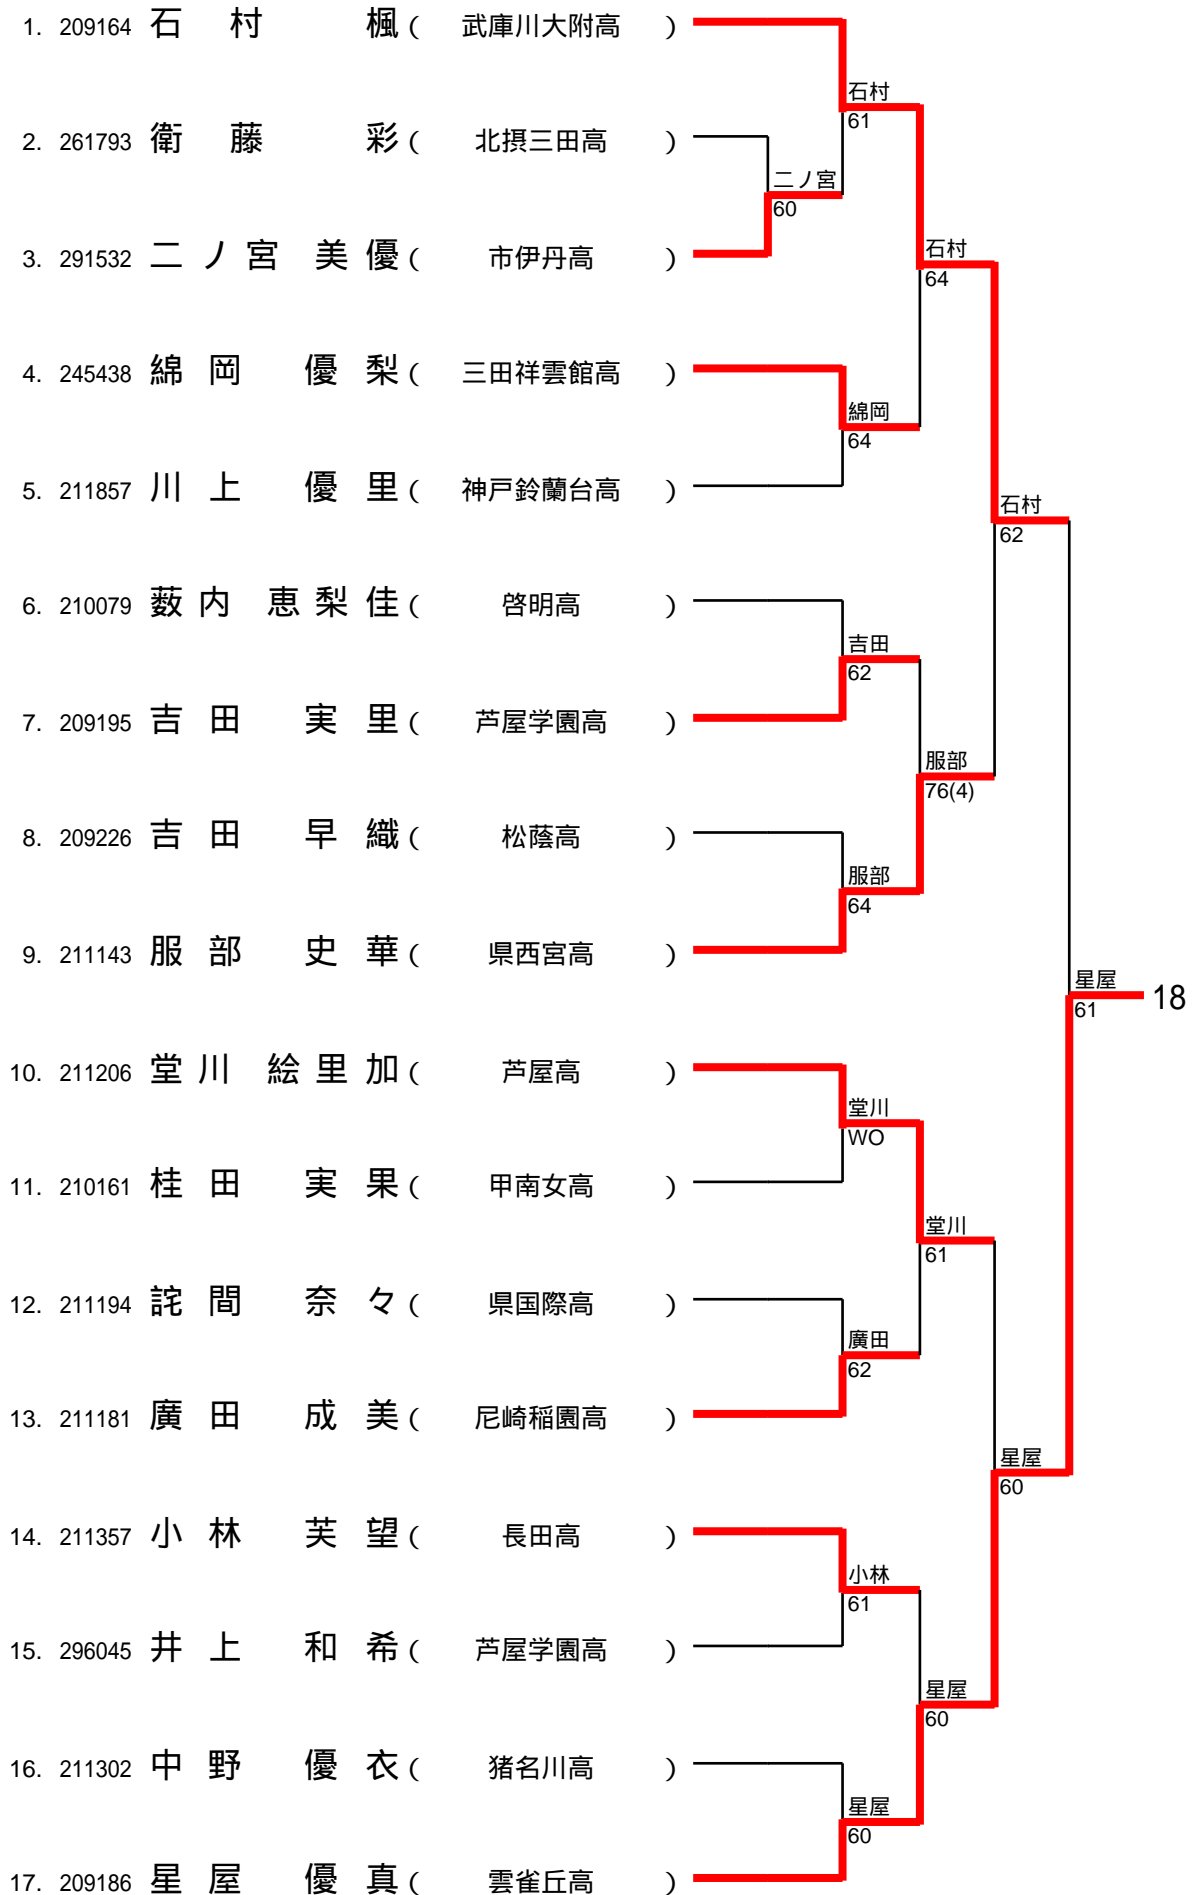 1. 209164 石村 楓 ( 武庫川大附高 )
石村
61
2. 261793 衛藤 彩 ( 北摂三田高 )
二ノ宮
60
3. 291532 二ノ宮 美優 ( 市伊丹高 )
石村
64
4. 245438 綿岡 優梨 ( 三田祥雲館高 )
綿岡
64
5. 211857 川上 優里 ( 神戸鈴蘭台高 )
石村
62
6. 210079 薮内 恵梨佳 ( 啓明高 )
吉田
62
7. 209195 吉田 実里 ( 芦屋学園高 )
服部
76(4)
8. 209226 吉田 早織 ( 松蔭高 )
服部
64
9. 211143 服部 史華 ( 県西宮高 )
星屋
61
18
10. 211206 堂川 絵里加 ( 芦屋高 )
堂川
WO
11. 210161 桂田 実果 ( 甲南女高 )
堂川
61
12. 211194 詫間 奈々 ( 県国際高 )
廣田
62
13. 211181 廣田 成美 ( 尼崎稲園高 )
星屋
60
14. 211357 小林 芙望 ( 長田高 )
小林
61
15. 296045 井上 和希 ( 芦屋学園高 )
星屋
60
16. 211302 中野 優衣 ( 猪名川高 )
星屋
60
17. 209186 星屋 優真 ( 雲雀丘高 )